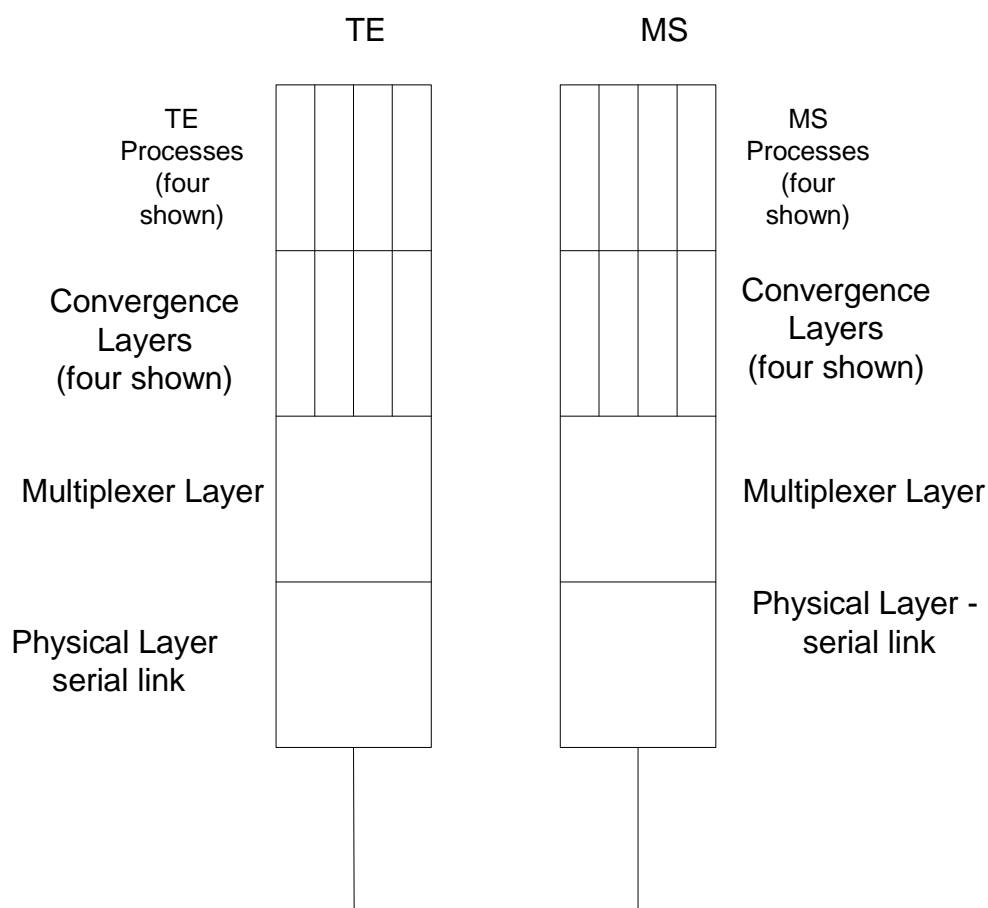 TE
MS
TE
Processes
(four
shown)
MS
Processes
(four
shown)
Convergence
Layers
(four shown)
Convergence
Layers
(four shown)
Multiplexer Layer
Multiplexer Layer
Physical Layer
serial link
Physical Layer -
serial link